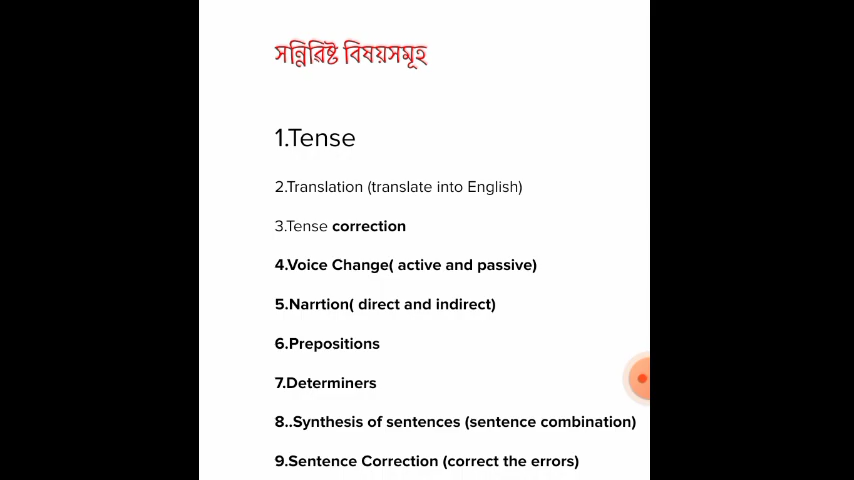 সন্নিৱিষ্ট বিষয়সমূহ
1.Tense
2.Translation (translate into English)
3.Tense correction
4.Voice Change( active and passive)
5.Narrtion( direct and indirect)
6.Prepositions
7.Determiners
8..Synthesis of sentences (sentence combination)
9.Sentence Correction (correct the errors)